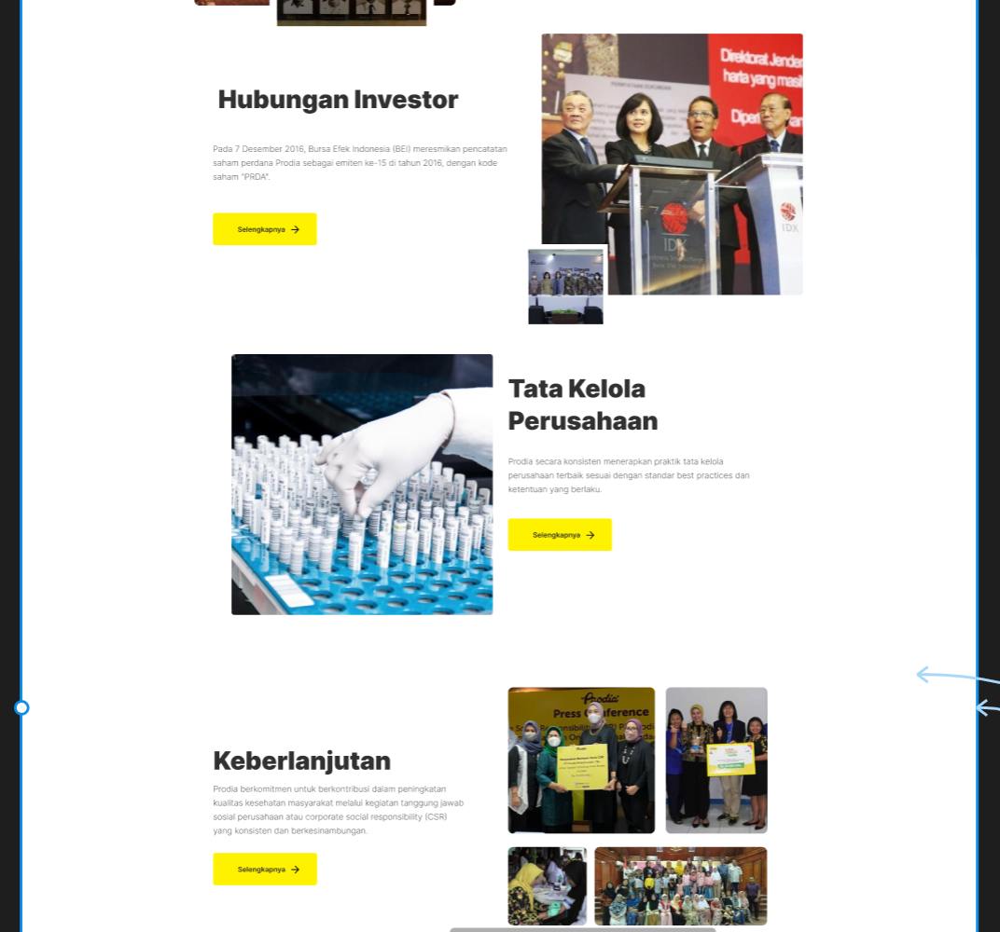 Direktorat Jender
harta yang masih
Hubungan Investor
Pada 7 Desember 2016, Bursa Efek Indonesia (BEI) meresmikan pencatatan
saham perdana Prodia sebagai emiten ke-15 di tahun 2016, dengan kode
saham "PRDA".
Selengkapnya
IDX
IDX
Tata Kelola
Perusahaan
Prodia secara konsisten menerapkan praktik tata kelola
perusahaan terbaik sesuai dengan standar best practices dan
ketentuan yang berlaku.
Selengkapnya
Prodia
Press Conference
Keberlanjutan
Prodia berkomitmen untuk berkontribusi dalam peningkatan
kualitas kesehatan masyarakat melalui kegiatan tanggung jawab
sosial perusahaan atau corporate social responsibility (CSR)
yang konsisten dan berkesinambungan.
Selengkapnya